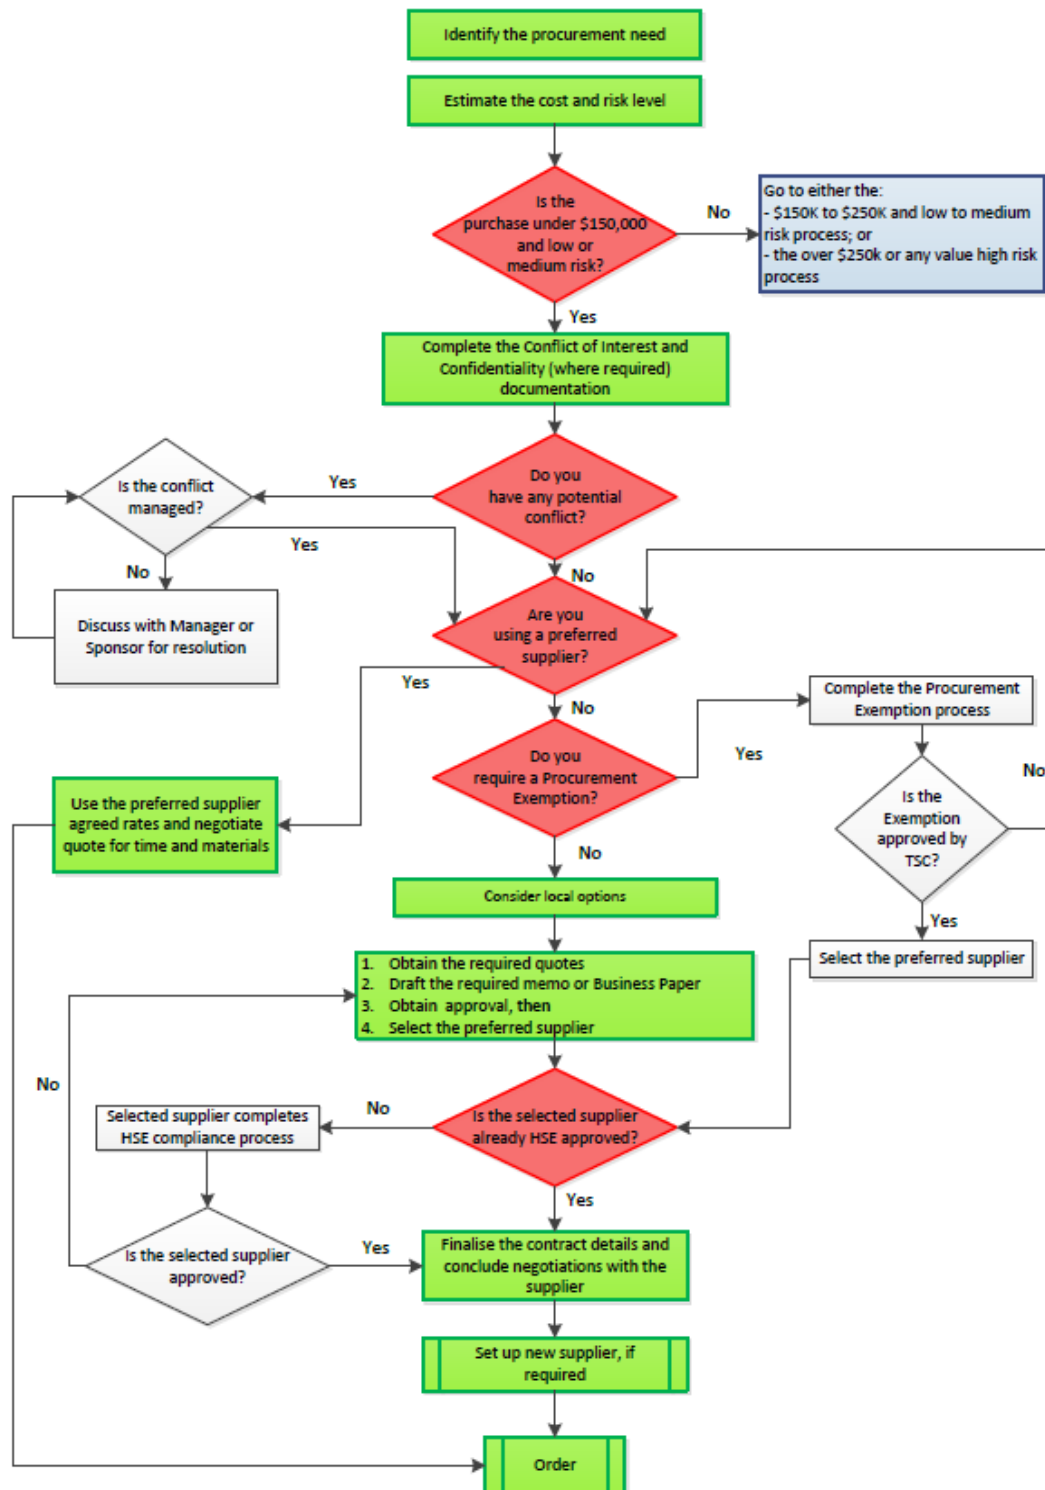 Identify the procurement need
Estimate the cost and risk level
Is the
purchase under $150,000
and low or
medium risk?
No
Go to either the:
- $150K to $250K and low to medium
risk process; or
- the over $250k or any value high risk
process
Yes
Complete the Conflict of Interest and
Confidentiality (where required)
documentation
Do you
have any potential
conflict?
Yes
Is the conflict
managed?
Yes
No
Discuss with Manager or
Sponsor for resolution
No
Are you
using a preferred
supplier?
Yes
No
Use the preferred supplier
agreed rates and negotiate
quote for time and materials
Do you
require a Procurement
Exemption?
Yes
Complete the Procurement
Exemption process
Is the
Exemption
approved by
TSC?
No
Yes
Select the preferred supplier
No
Consider local options
1. Obtain the required quotes
2. Draft the required memo or Business Paper
3. Obtain approval, then
4. Select the preferred supplier
Is the selected supplier
already HSE approved?
No
Selected supplier completes
HSE compliance process
Is the selected supplier
approved?
No
Yes
Yes
Finalise the contract details and
conclude negotiations with the
supplier
Set up new supplier, if
required
Order